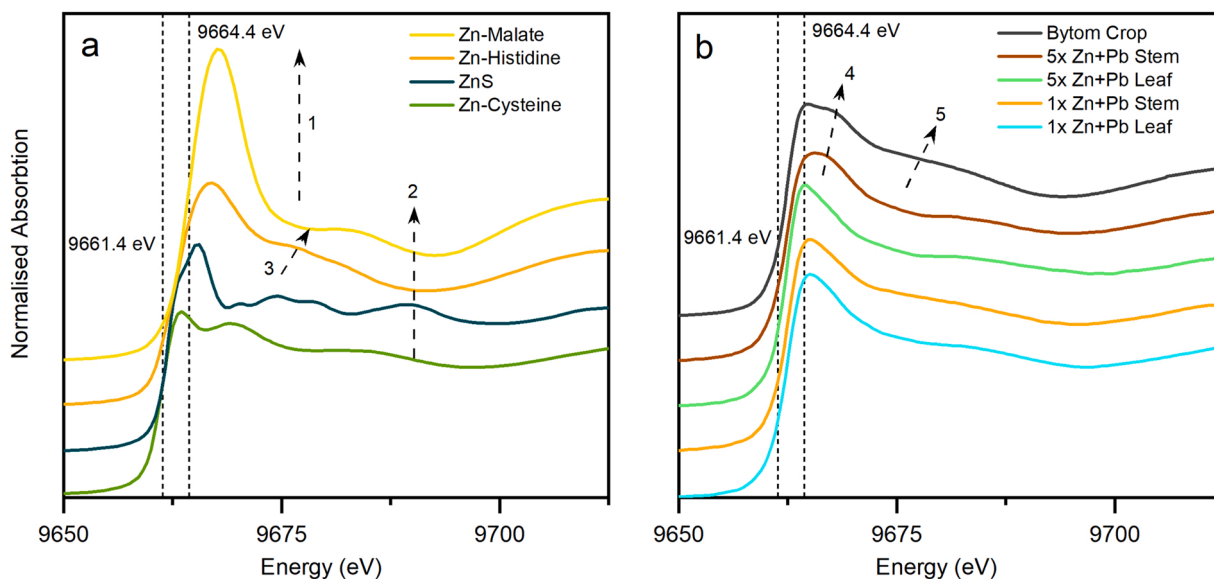 a
9664.4 eV
Zn-Malate
Zn-Histidine
ZnS
Zn-Cysteine
1
2
9661.4 eV
3
Normalised Absorbtion
9650
9675
9700
Energy (eV)
b
9664.4 eV
Bytom Crop
5x Zn+Pb Stem
5x Zn+Pb Leaf
1x Zn+Pb Stem
1x Zn+Pb Leaf
4
5
9661.4 eV
9650
9675
9700
Energy (eV)